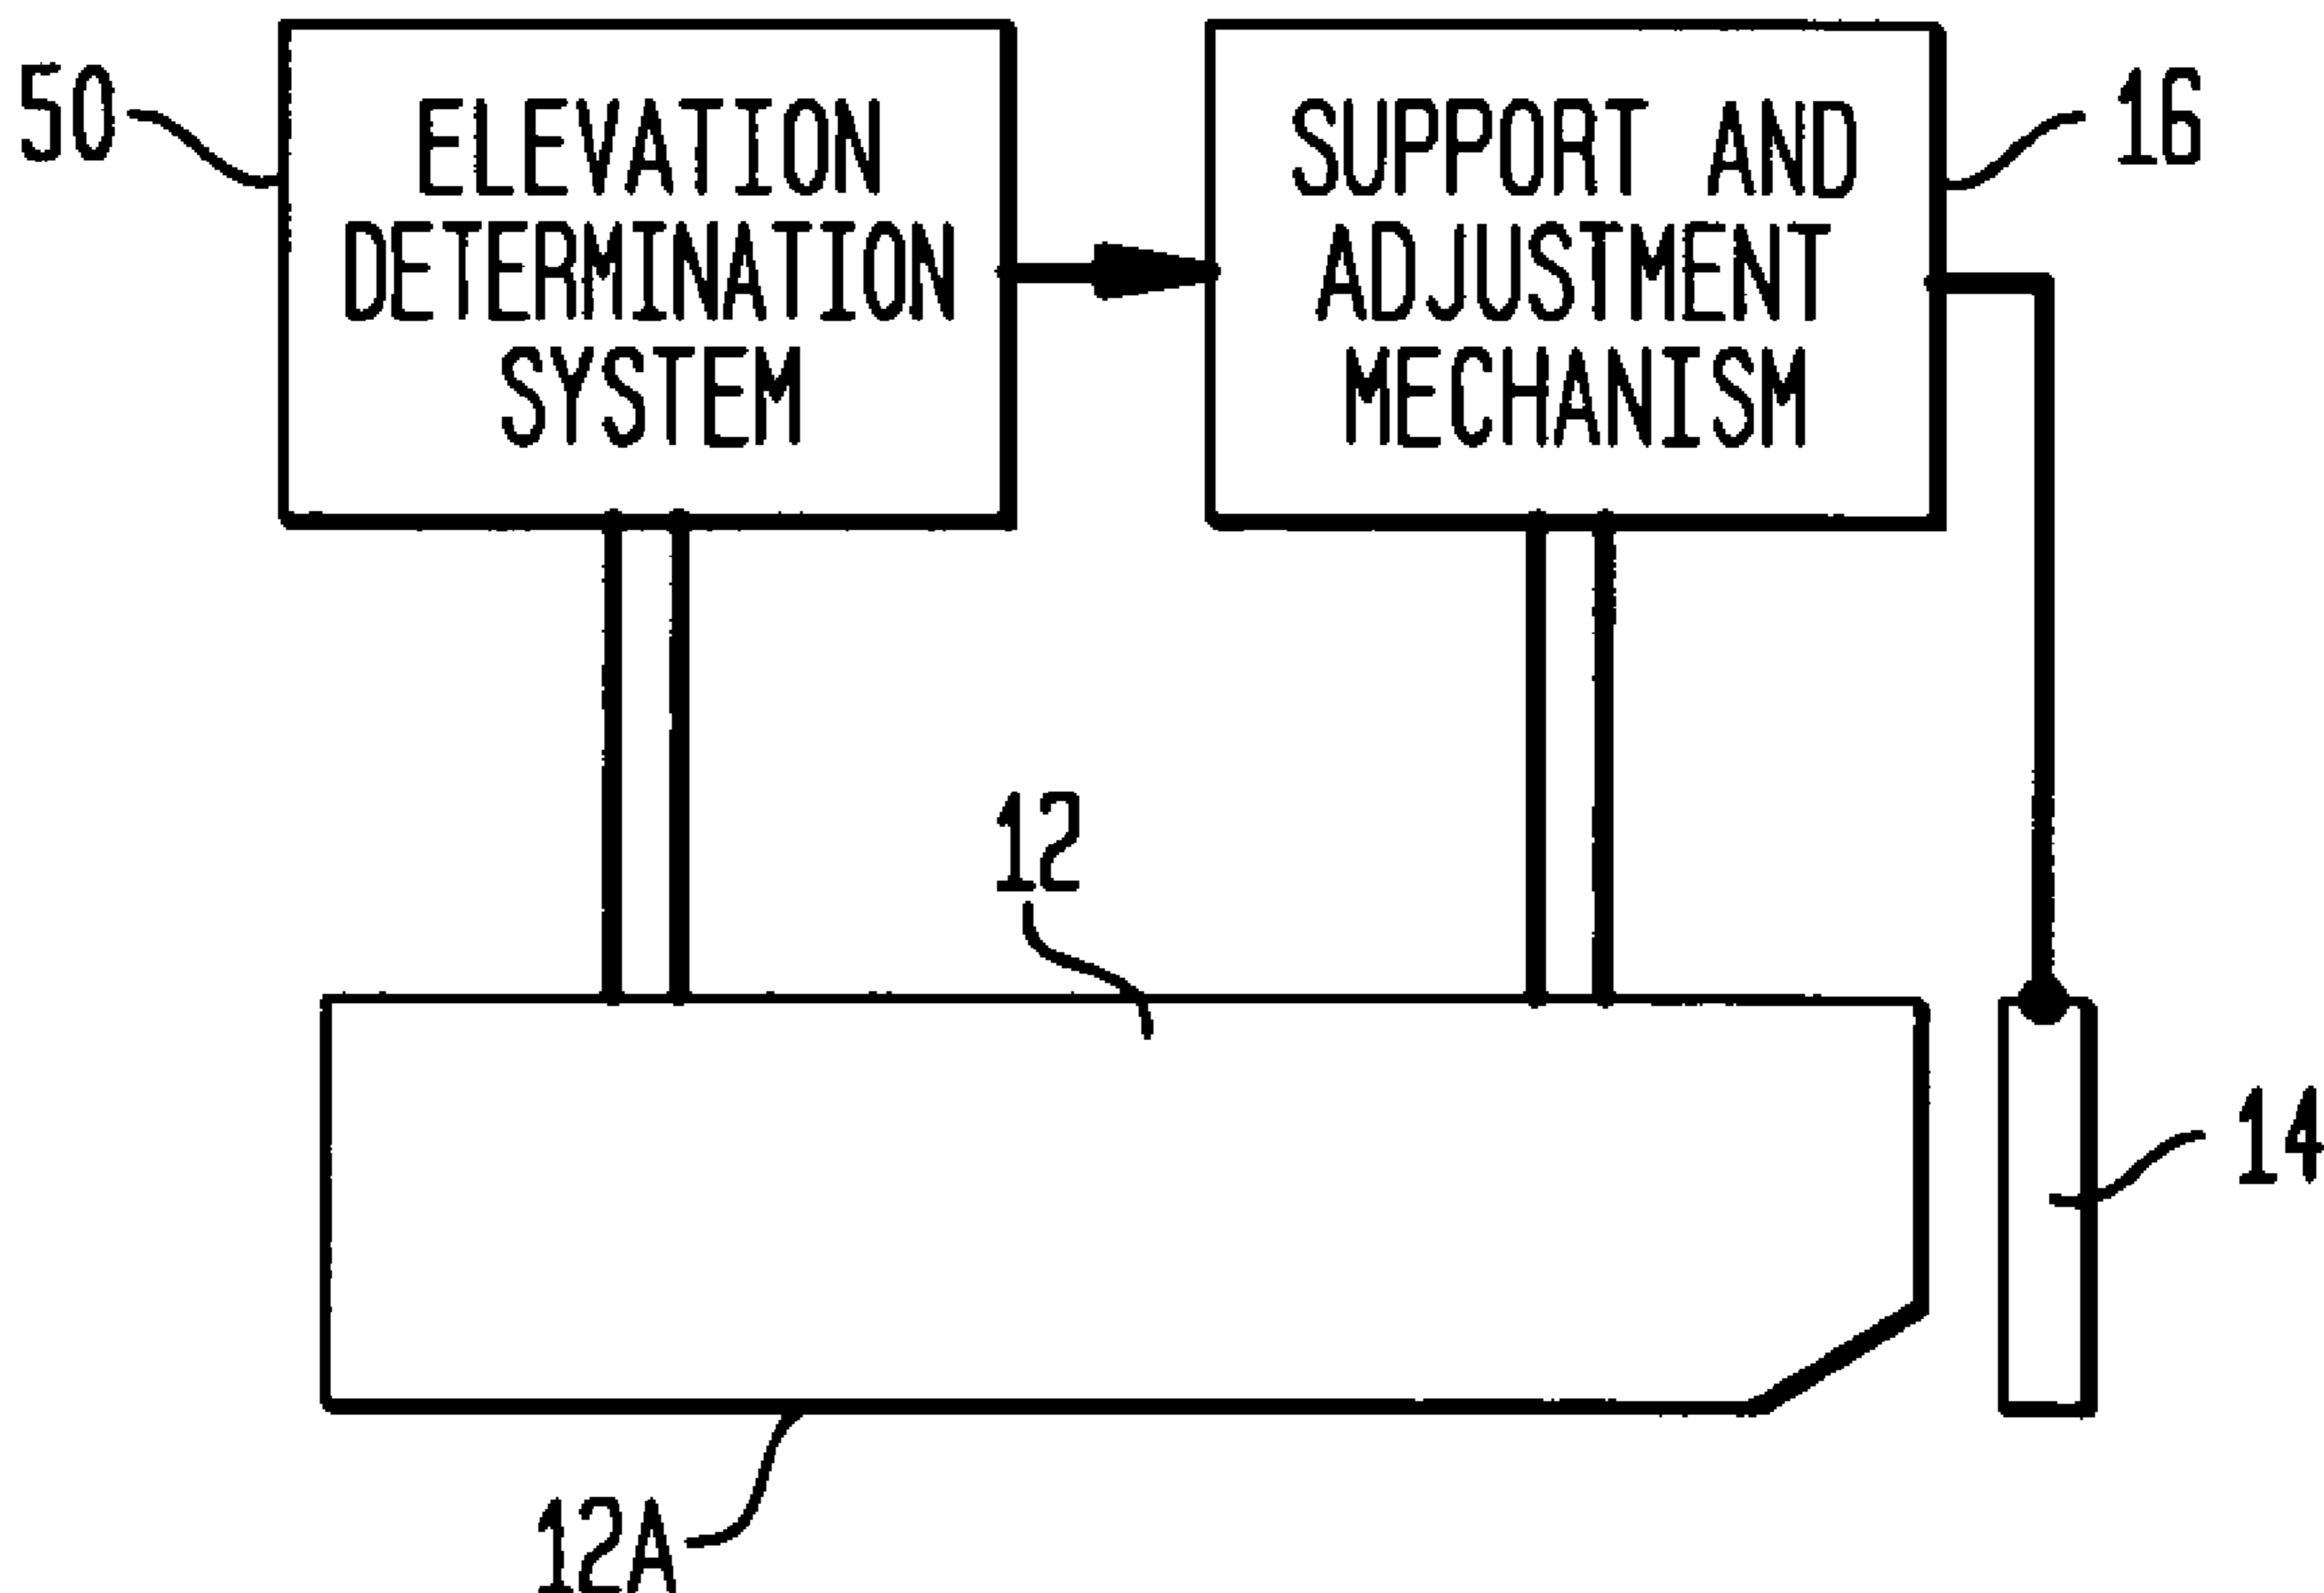 50
ELEVATION
DETERMINATION
SYSTEM
SUPPORT AND
ADJUSTMENT
MECHANISM
16
12
14
12A